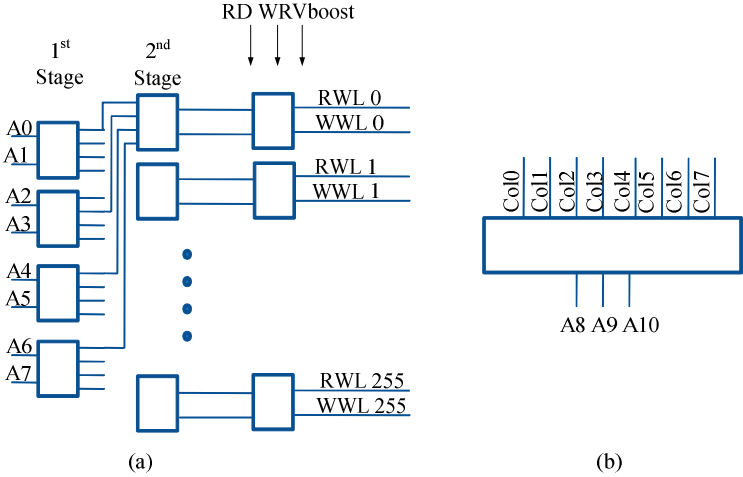 RD WRVboost
1st
Stage
2nd
Stage
A0
A1
A2
A3
A4
A5
A6
A7
RWL 0
WWL 0
RWL 1
WWL 1
RWL 255
WWL 255
(a)
Col0
Col1
Col2
Col3
Col4
Col5
Col6
Col7
A8 A9 A10
(b)